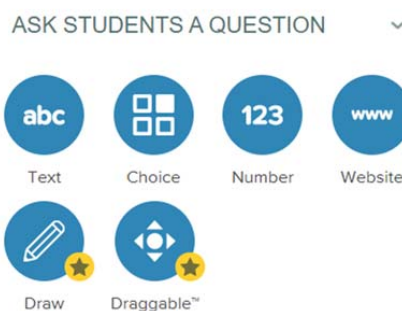 ASK STUDENTS A QUESTION
abc 123 www
Text Choice Number Website
Draw Draggable™